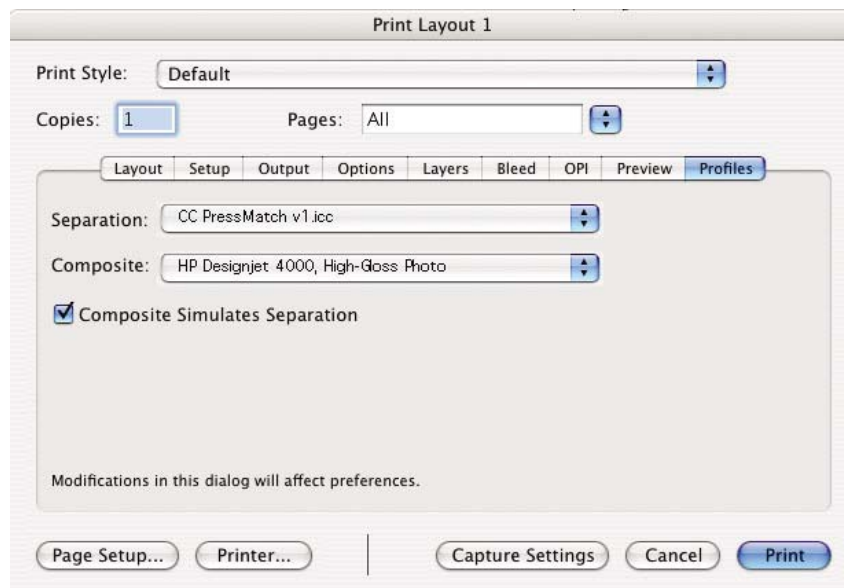 Print Layout 1
Print Style: Default
Copies: 1 Pages: All
Layout Setup Output Options Layers Bleed OPI Preview Profiles
Separation: CC PressMatch v1.icc
Composite: HP Designjet 4000, High-Gloss Photo
Composite Simulates Separation
Modifications in this dialog will affect preferences.
Page Setup... Printer... Capture Settings Cancel Print